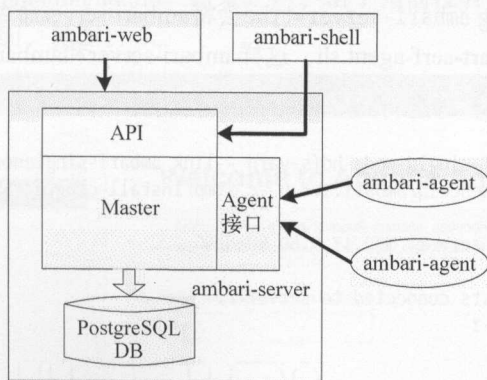 ambari-web
ambari-shell
API
Master
Agent
接口
ambari-agent
ambari-agent
ambari-server
PostgreSQL
DB